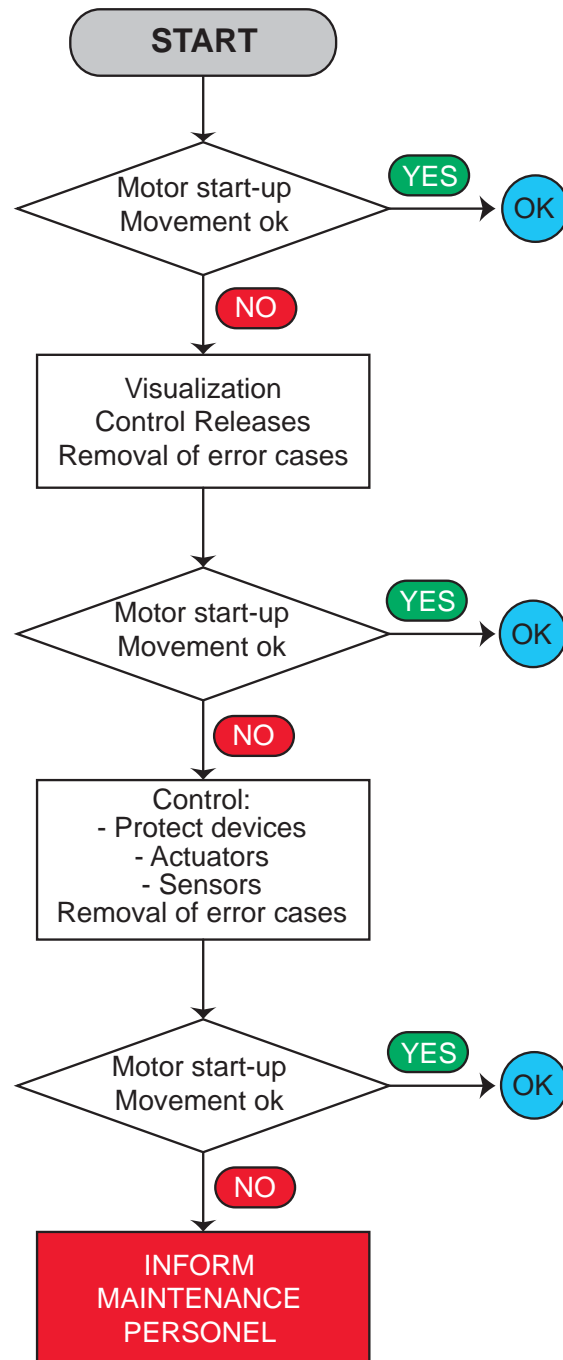 START
Motor start-up
Movement ok
YES
OK
NO
Visualization
Control Releases
Removal of error cases
Motor start-up
Movement ok
YES
OK
NO
Control:
- Protect devices
- Actuators
- Sensors
Removal of error cases
Motor start-up
Movement ok
YES
OK
NO
INFORM
MAINTENANCE
PERSONEL